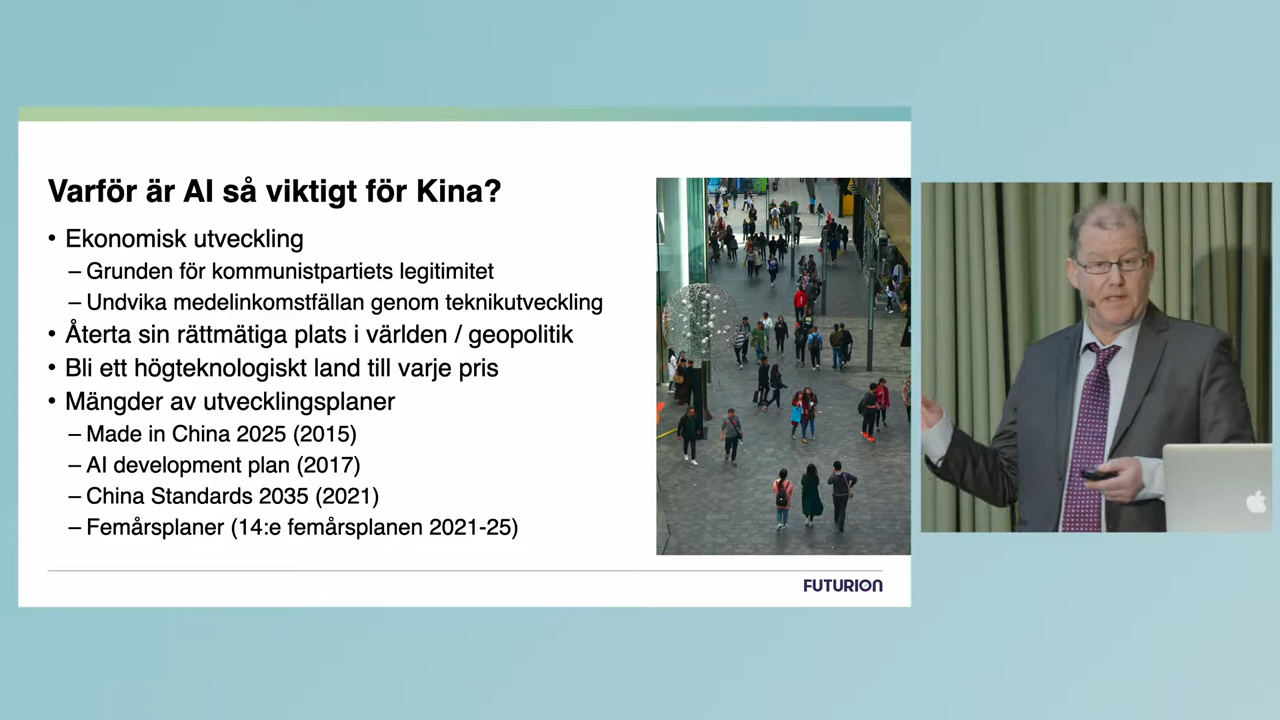 Varför är AI så viktigt för Kina?
• Ekonomisk utveckling
– Grunden för kommunistpartiets legitimitet
– Undvika medelinkomstfällan genom teknikutveckling
• Återta sin rättmätiga plats i världen / geopolitik
• Bli ett högteknologiskt land till varje pris
• Mängder av utvecklingsplaner
– Made in China 2025 (2015)
– AI development plan (2017)
– China Standards 2035 (2021)
– Femårsplaner (14:e femårsplanen 2021-25)
FUTURION